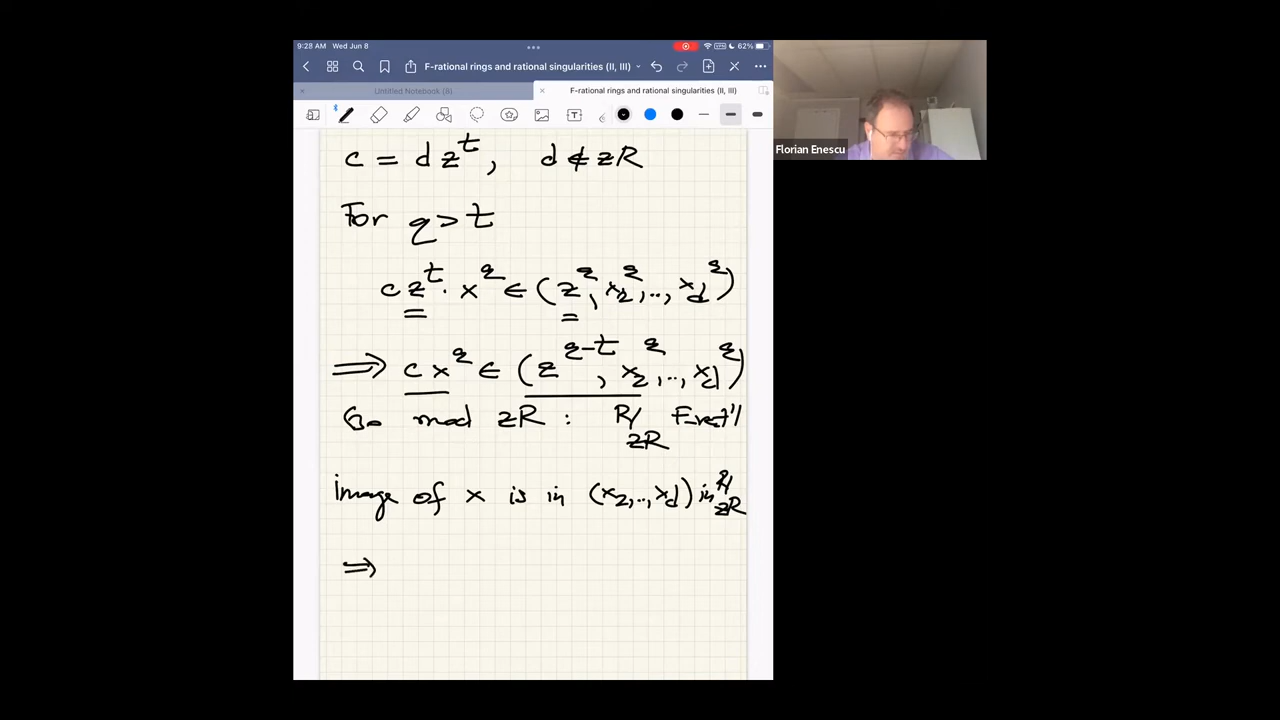 9:28 AM Wed Jun 8
62%
F-rational rings and rational singularities (II, III)
Untitled Notebook (8)
F-rational rings and rational singularities (II, III)
Florian Enescu
c = d z^t, d ∉ zR
For q > t
c z^t · x^q ∈ (z^q, x_2^q, .., x_d^q)
⟹ c x^q ∈ (z^{q-t}, x_2^q, .., x_d^q)
Go mod zR : R/zR F-rat'l
image of x is in (x_2, .., x_d) in R/zR
⟹